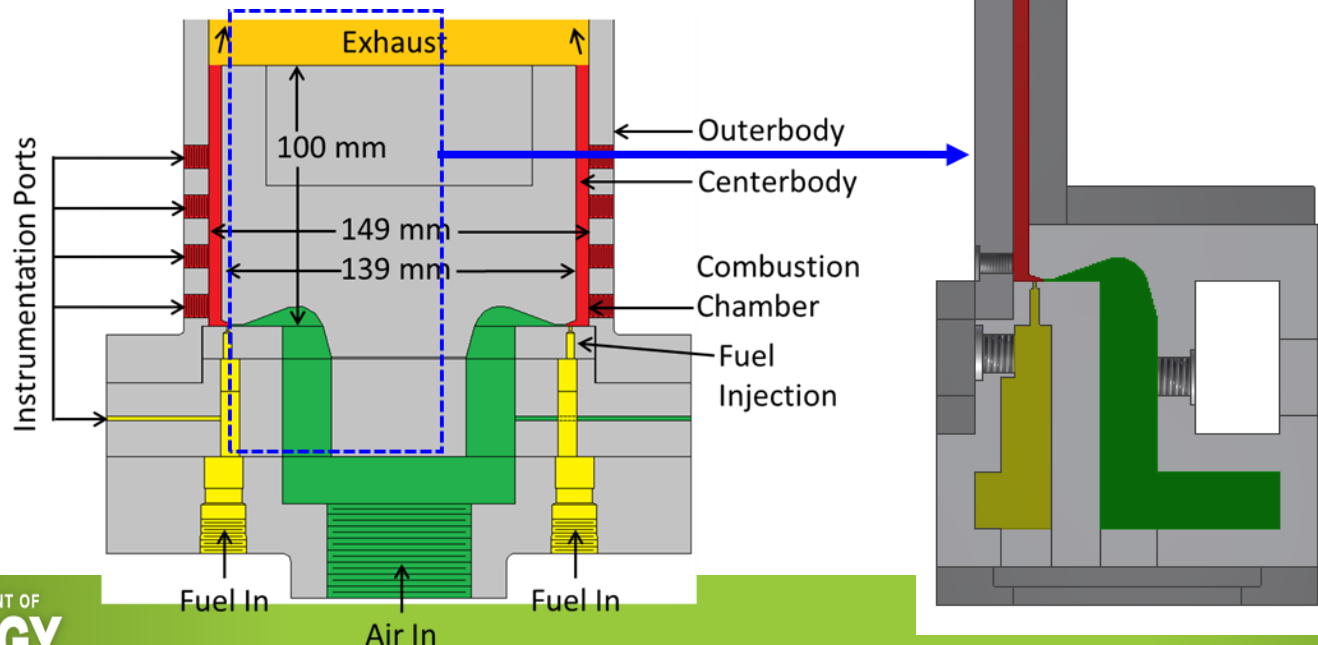 Exhaust
Instrumentation Ports
100 mm
149 mm
139 mm
Outerbody
Centerbody
Combustion
Chamber
Fuel
Injection
Fuel In
Air In
Fuel In